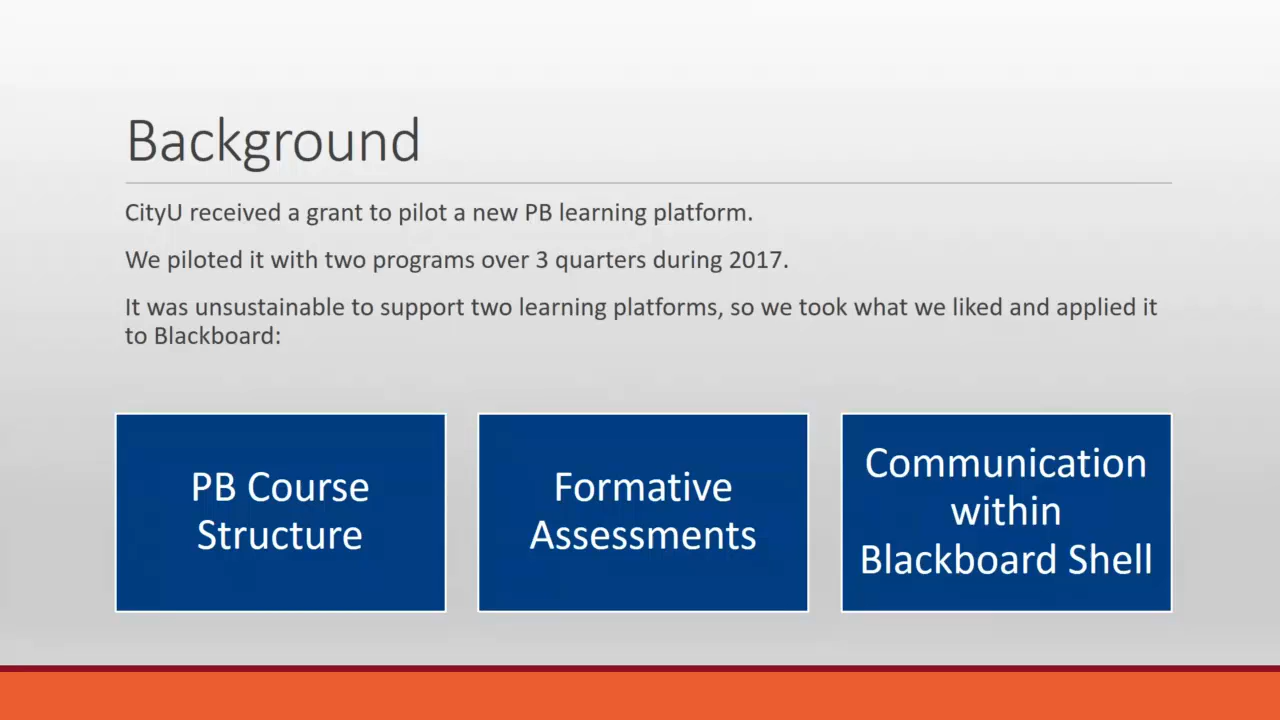 Background
CityU received a grant to pilot a new PB learning platform.
We piloted it with two programs over 3 quarters during 2017.
It was unsustainable to support two learning platforms, so we took what we liked and applied it
to Blackboard:
PB Course
Structure
Formative
Assessments
Communication
within
Blackboard Shell